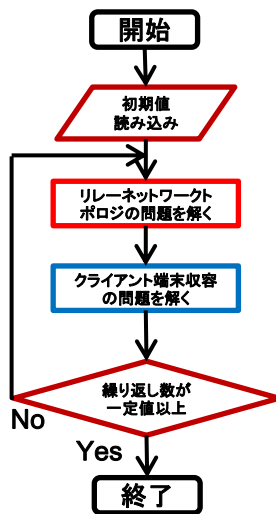 開始
初期値
読み込み
リレーネットワークト
ポロジの問題を解く
クライアント端末収容
の問題を解く
繰り返し数が
一定値以上
No
Yes
終了